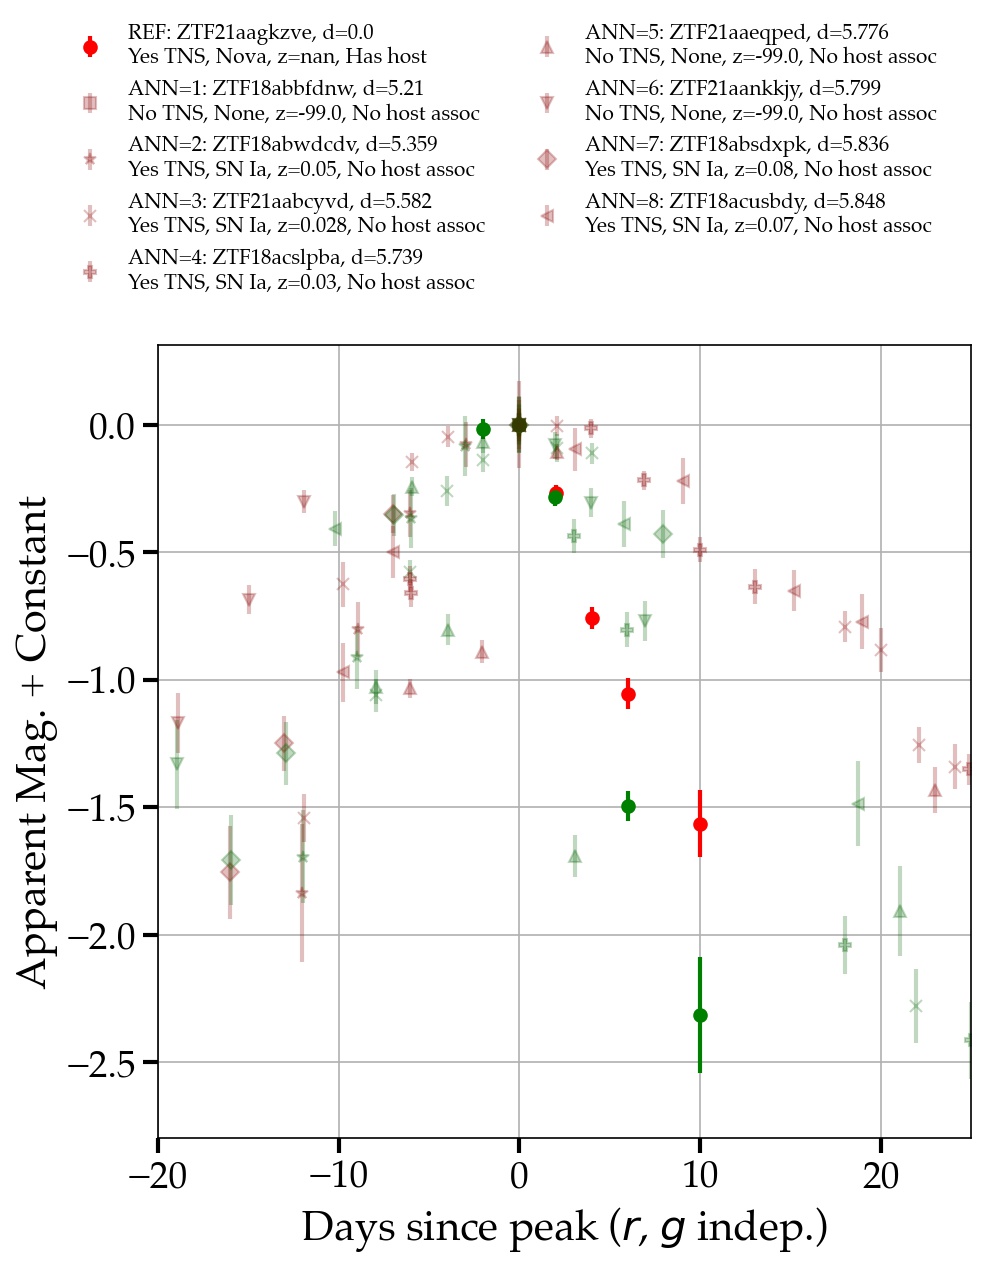 REF: ZTF21aagkzve, d=0.0
Yes TNS, Nova, z=nan, Has host
ANN=1: ZTF18abbfdnw, d=5.21
No TNS, None, z=-99.0, No host assoc
ANN=2: ZTF18abwdcdv, d=5.359
Yes TNS, SN Ia, z=0.05, No host assoc
ANN=3: ZTF21aabcyvd, d=5.582
Yes TNS, SN Ia, z=0.028, No host assoc
ANN=4: ZTF18acslpba, d=5.739
Yes TNS, SN Ia, z=0.03, No host assoc
ANN=5: ZTF21aaeqped, d=5.776
No TNS, None, z=-99.0, No host assoc
ANN=6: ZTF21aankkjy, d=5.799
No TNS, None, z=-99.0, No host assoc
ANN=7: ZTF18absdxpk, d=5.836
Yes TNS, SN Ia, z=0.08, No host assoc
ANN=8: ZTF18acusbdy, d=5.848
Yes TNS, SN Ia, z=0.07, No host assoc
Apparent Mag. + Constant
0.0
−0.5
−1.0
−1.5
−2.0
−2.5
−20 −10 0 10 20
Days since peak (r, g indep.)